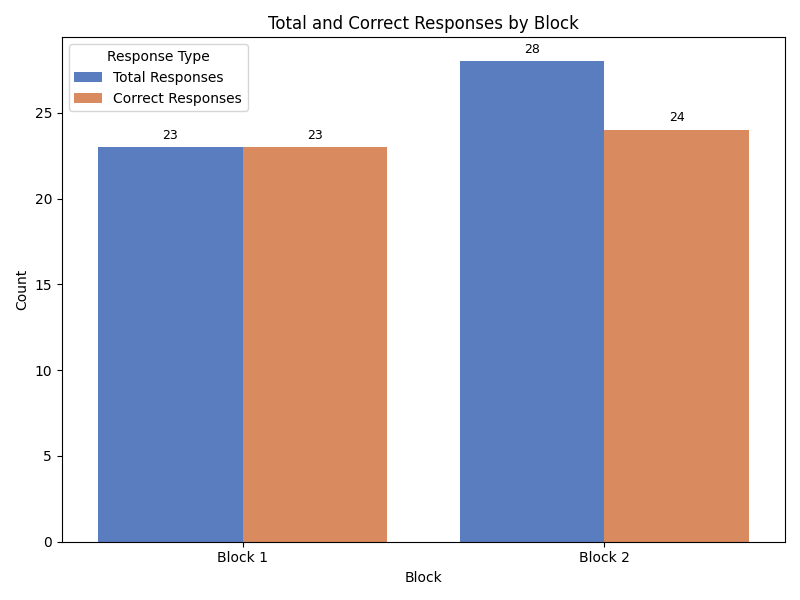 Total and Correct Responses by Block
Response Type
Total Responses
Correct Responses
28
24
23
23
25
20
15
10
5
0
Count
Block 1
Block 2
Block